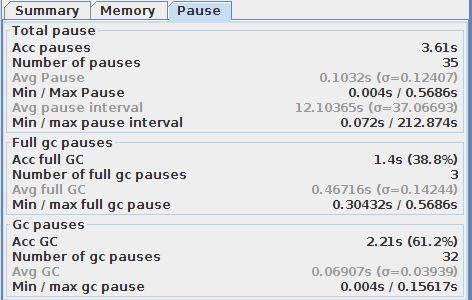 Summary Memory Pause
Total pause
Acc pauses 3.61s
Number of pauses 35
Avg Pause 0.1032s (σ=0.12407)
Min / Max Pause 0.004s / 0.5686s
Avg pause interval 12.10365s (σ=37.06693)
Min / max pause interval 0.072s / 212.874s
Full gc pauses
Acc full GC 1.4s (38.8%)
Number of full gc pauses 3
Avg full GC 0.46716s (σ=0.14244)
Min / max full gc pause 0.30432s / 0.5686s
Gc pauses
Acc GC 2.21s (61.2%)
Number of gc pauses 32
Avg GC 0.06907s (σ=0.03939)
Min / max gc pause 0.004s / 0.15617s